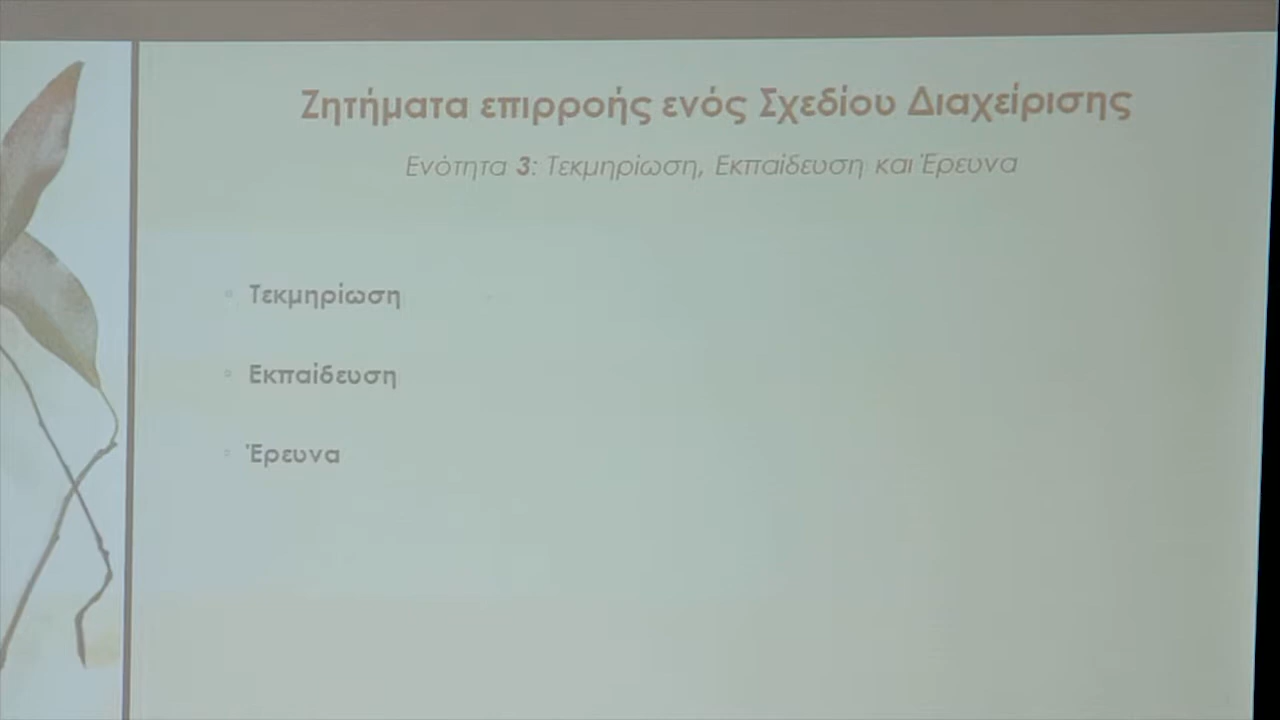 Ζητήματα επιρροής ενός Σχεδίου Διαχείρισης
Ενότητα 3: Τεκμηρίωση, Εκπαίδευση και Έρευνα
Τεκμηρίωση
Εκπαίδευση
Έρευνα